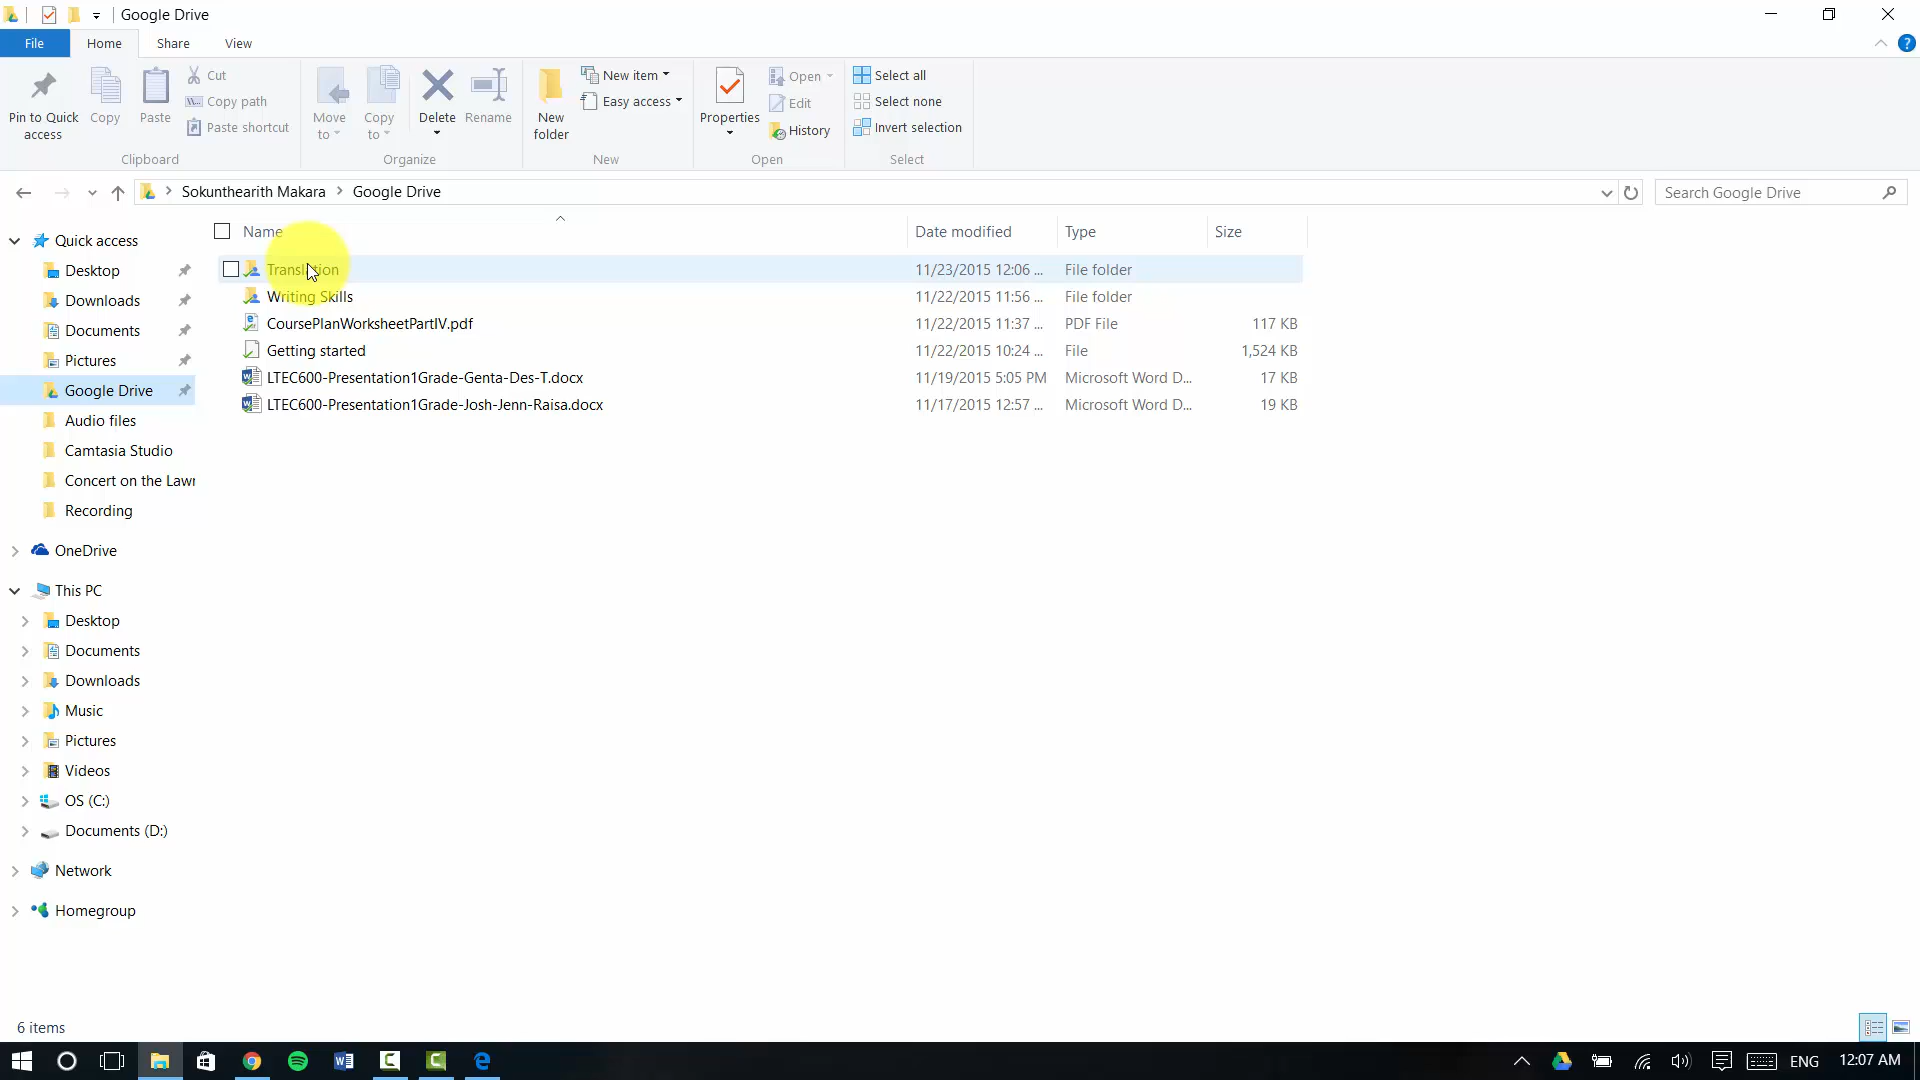 Google Drive
File Home Share View
Pin to Quick access
Copy
Paste
Cut
Copy path
Paste shortcut
Clipboard
Move to
Copy to
Delete
Rename
Organize
New folder
New item
Easy access
New
Properties
Open
Edit
History
Open
Select all
Select none
Invert selection
Select
Sokunthearith Makara > Google Drive
Search Google Drive
Quick access
Desktop
Downloads
Documents
Pictures
Google Drive
Audio files
Camtasia Studio
Concert on the Lawr
Recording
OneDrive
This PC
Desktop
Documents
Downloads
Music
Pictures
Videos
OS (C:)
Documents (D:)
Network
Homegroup
Name Date modified Type Size
Translation 11/23/2015 12:06 ... File folder
Writing Skills 11/22/2015 11:56 ... File folder
CoursePlanWorksheetPartIV.pdf 11/22/2015 11:37 ... PDF File 117 KB
Getting started 11/22/2015 10:24 ... File 1,524 KB
LTEC600-Presentation1Grade-Genta-Des-T.docx 11/19/2015 5:05 PM Microsoft Word D... 17 KB
LTEC600-Presentation1Grade-Josh-Jenn-Raisa.docx 11/17/2015 12:57 ... Microsoft Word D... 19 KB
6 items
ENG 12:07 AM